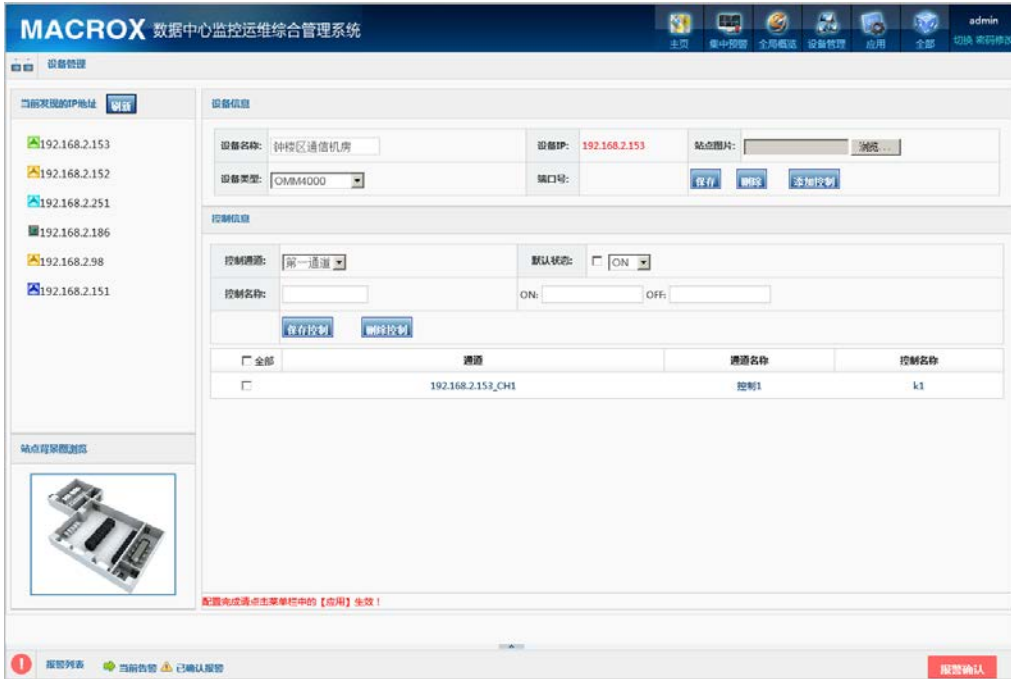 MACROX 数据中心监控运维综合管理系统
主页 集中预警 全局概览 设备管理 应用 全部
admin
切换 密码修改
设备管理
当前发现的IP地址 刷新
192.168.2.153
192.168.2.152
192.168.2.251
192.168.2.186
192.168.2.98
192.168.2.151
站点背景图浏览
设备信息
设备名称: 钟楼区通信机房 设备IP: 192.168.2.153 站点图片: 浏览...
设备类型: OMM4000 端口号: 保存 删除 添加控制
控制信息
控制通道: 第一通道 默认状态: ON
控制名称: ON: OFF:
保存控制 删除控制
全部 通道 通道名称 控制名称
192.168.2.153_CH1 控制1 k1
配置完成请点主菜单栏中的【应用】生效！
报警列表 当前告警 已确认报警 报警确认